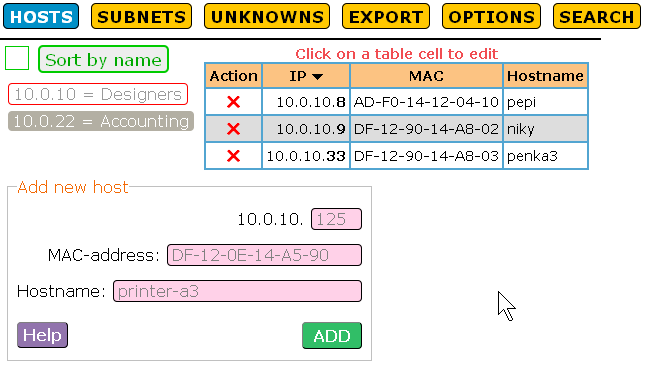 HOSTS SUBNETS UNKNOWNS EXPORT OPTIONS SEARCH
Sort by name
10.0.10 = Designers
10.0.22 = Accounting
Click on a table cell to edit
Action IP MAC Hostname
10.0.10.8 AD-F0-14-12-04-10 pepi
10.0.10.9 DF-12-90-14-A8-02 niky
10.0.10.33 DF-12-90-14-A8-03 penka3
Add new host
10.0.10. 125
MAC-address: DF-12-0E-14-A5-90
Hostname: printer-a3
Help ADD